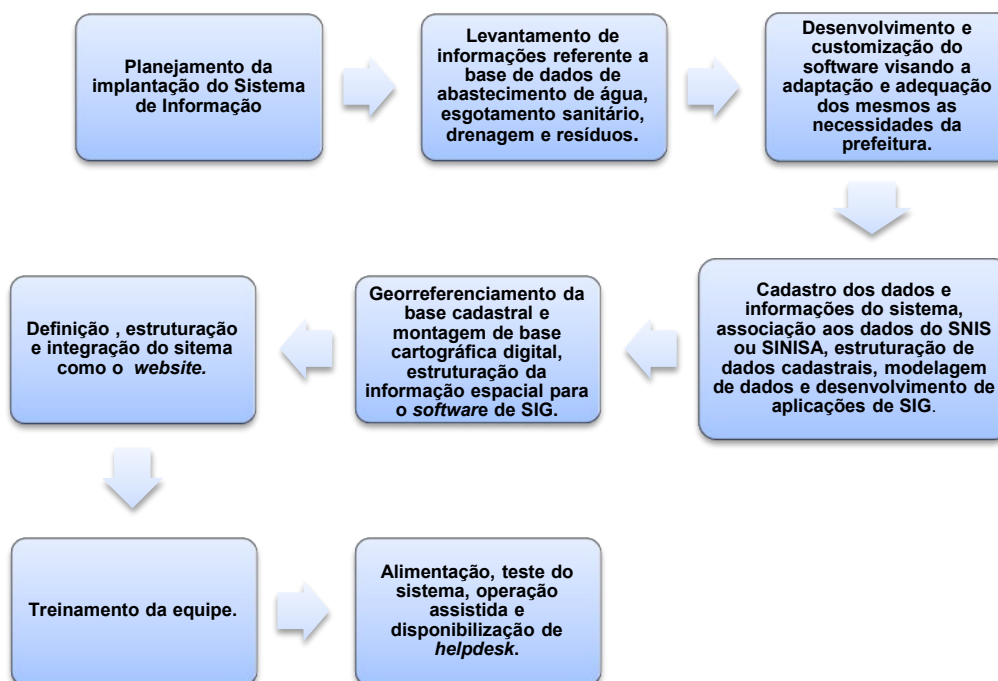 Planejamento da
implantação do Sistema
de Informação
Levantamento de
informações referente a
base de dados de
abastecimento de água,
esgotamento sanitário,
drenagem e resíduos.
Desenvolvimento e
customização do
software visando a
adaptação e adequação
dos mesmos as
necessidades da
prefeitura.
Cadastro dos dados e
informações do sistema,
associação aos dados do SNIS
ou SINISA, estruturação de
dados cadastrais, modelagem
de dados e desenvolvimento de
aplicações de SIG.
Georreferenciamento da
base cadastral e
montagem de base
cartográfica digital,
estruturação da
informação espacial para
o software de SIG.
Definição , estruturação
e integração do sitema
como o website.
Treinamento da equipe.
Alimentação, teste do
sistema, operação
assistida e
disponibilização de
helpdesk.